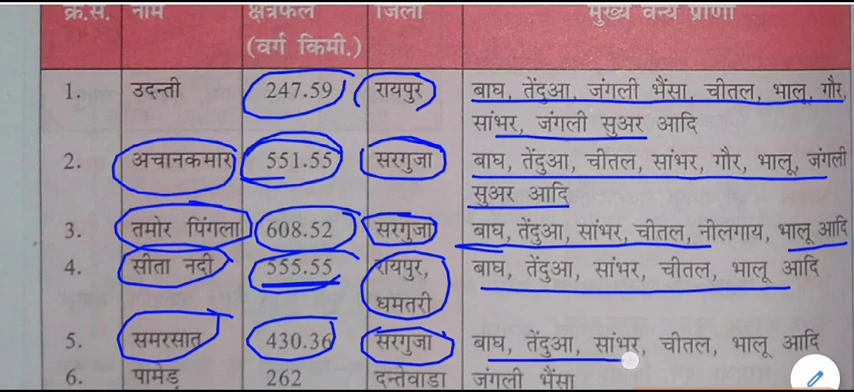 क्र.सं. नाम क्षेत्रफल जिला मुख्य वन्य प्राणी
(वर्ग किमी.)
1. उदन्ती 247.59 रायपुर बाघ, तेंदुआ, जंगली भैंसा, चीतल, भालू, गौर,
सांभर, जंगली सुअर आदि
2. अचानकमार 551.55 सरगुजा बाघ, तेंदुआ, चीतल, सांभर, गौर, भालू, जंगली
सुअर आदि
3. तमोर पिंगला 608.52 सरगुजा बाघ, तेंदुआ, सांभर, चीतल, नीलगाय, भालू आदि
4. सीता नदी 555.55 रायपुर, बाघ, तेंदुआ, सांभर, चीतल, भालू आदि
धमतरी
5. समरसात 430.36 सरगुजा बाघ, तेंदुआ, सांभर, चीतल, भालू आदि
6. पामेड़ 262 दन्तेवाडा जंगली भैंसा